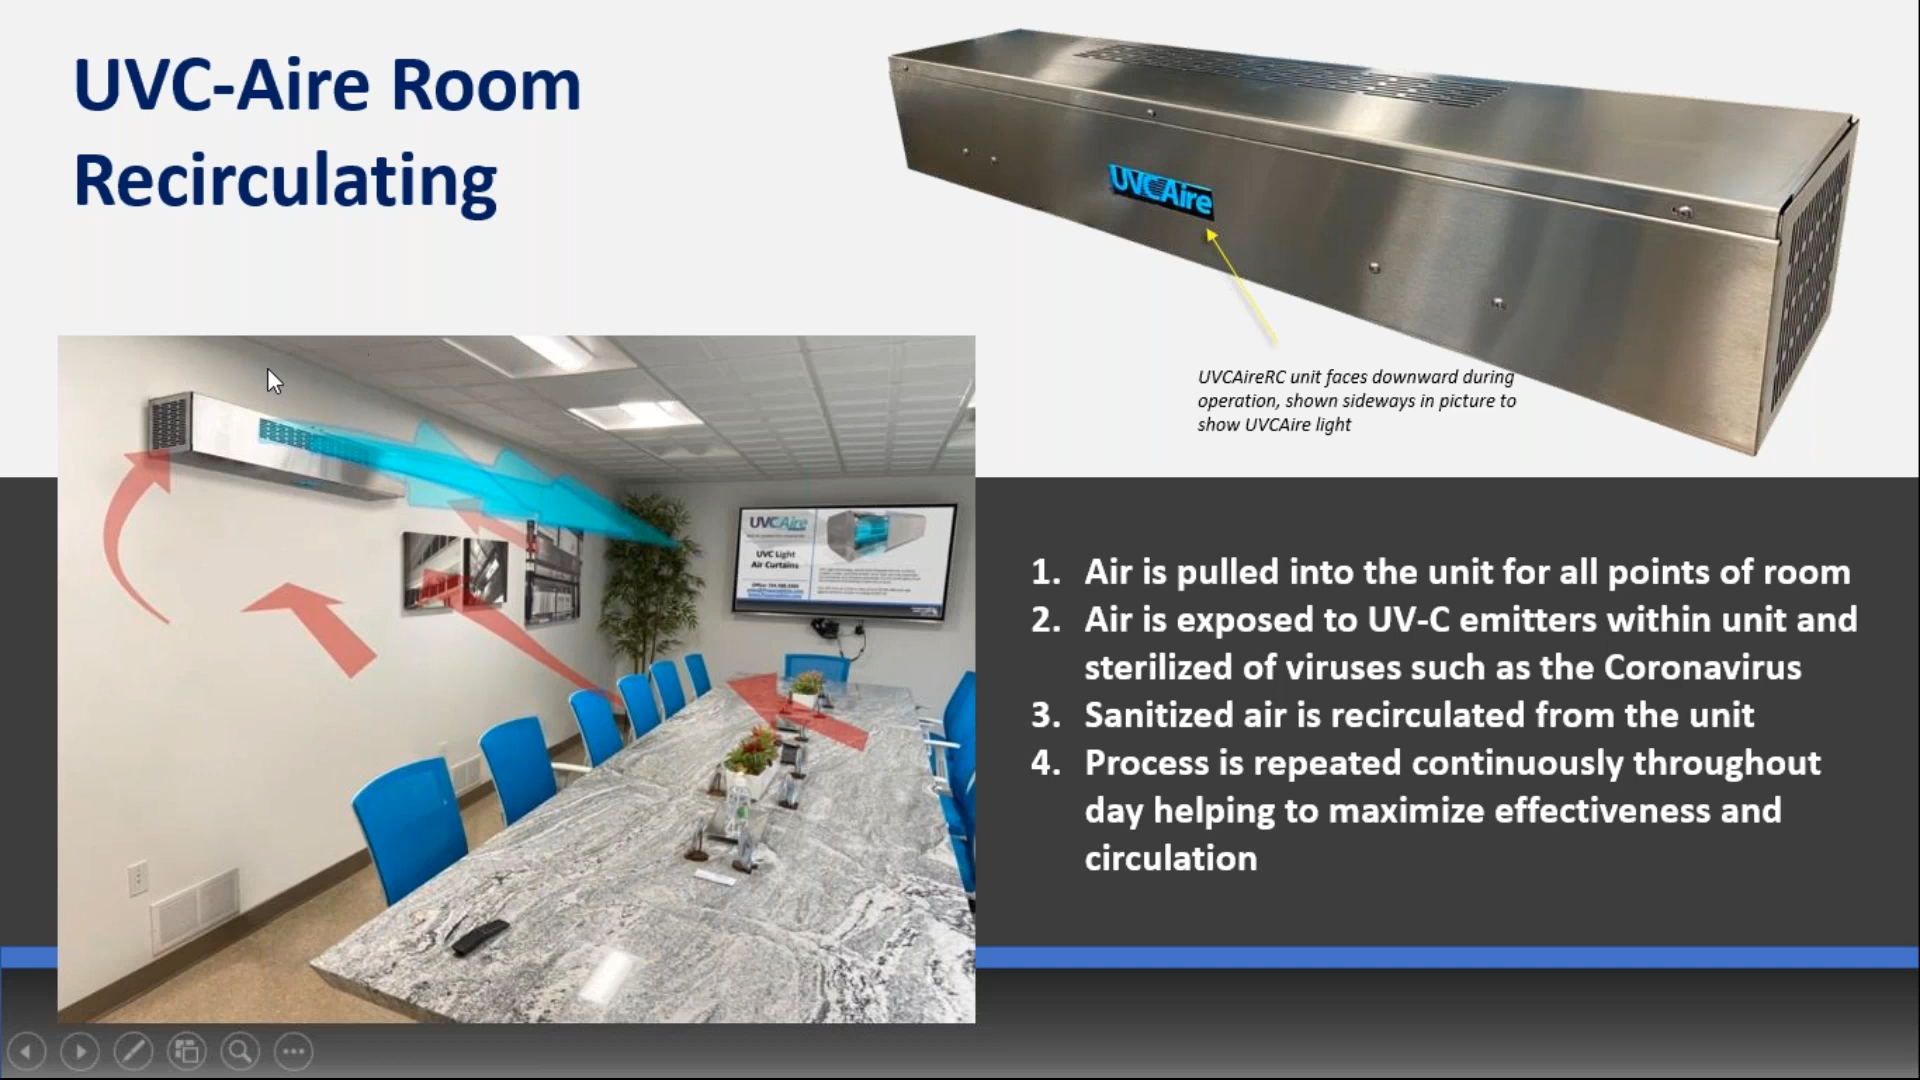 UVC-Aire Room
Recirculating
UVCAire
UVCAireRC unit faces downward during
operation, shown sideways in picture to
show UVCAire light
UVCAire
UVC Light
Air Curtains
1. Air is pulled into the unit for all points of room
2. Air is exposed to UV-C emitters within unit and
sterilized of viruses such as the Coronavirus
3. Sanitized air is recirculated from the unit
4. Process is repeated continuously throughout
day helping to maximize effectiveness and
circulation